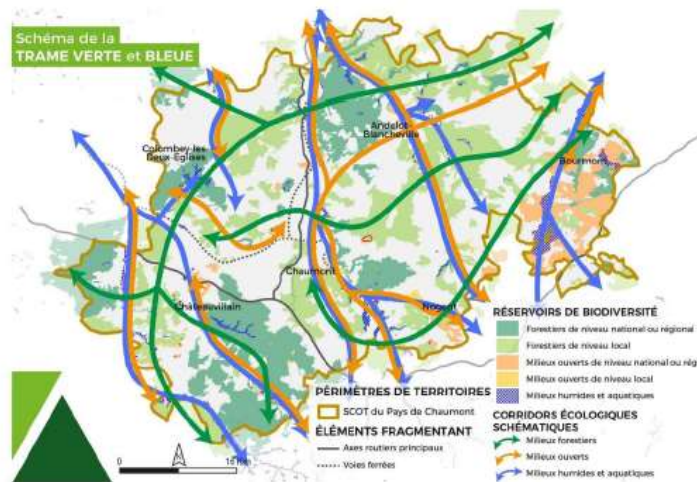 Schéma de la
TRAME VERTE et BLEUE
Colombey-les
Deux-Églises
Andelot-
Blancheville
Bourmont
Chaumont
Châteauvillain
Nogent
RÉSERVOIRS DE BIODIVERSITÉ
Forestiers de niveau national ou régional
Forestiers de niveau local
Milieux ouverts de niveau national ou rég
Milieux ouverts de niveau local
Milieux humides et aquatiques
CORRIDORS ÉCOLOGIQUES
SCHÉMATIQUES
Milieux forestiers
Milieux ouverts
Milieux humides et aquatiques
PÉRIMÈTRES DE TERRITOIRES
SCOT du Pays de Chaumont
ÉLÉMENTS FRAGMENTANT
Axes routiers principaux
Voies ferrées
0